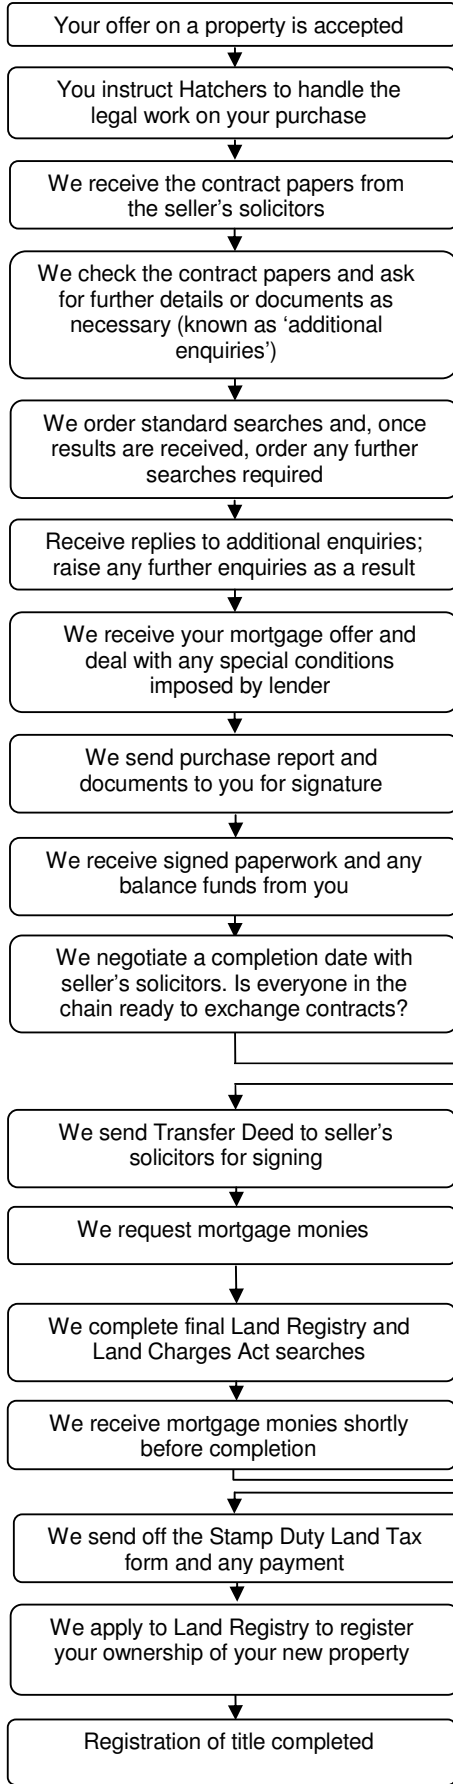 Your offer on a property is accepted
You instruct Hatchers to handle the
legal work on your purchase
We receive the contract papers from
the seller's solicitors
We check the contract papers and ask
for further details or documents as
necessary (known as ‘additional
enquiries’)
We order standard searches and, once
results are received, order any further
searches required
Receive replies to additional enquiries;
raise any further enquiries as a result
We receive your mortgage offer and
deal with any special conditions
imposed by lender
We send purchase report and
documents to you for signature
We receive signed paperwork and any
balance funds from you
We negotiate a completion date with
seller’s solicitors. Is everyone in the
chain ready to exchange contracts?
We send Transfer Deed to seller’s
solicitors for signing
We request mortgage monies
We complete final Land Registry and
Land Charges Act searches
We receive mortgage monies shortly
before completion
We send off the Stamp Duty Land Tax
form and any payment
We apply to Land Registry to register
your ownership of your new property
Registration of title completed